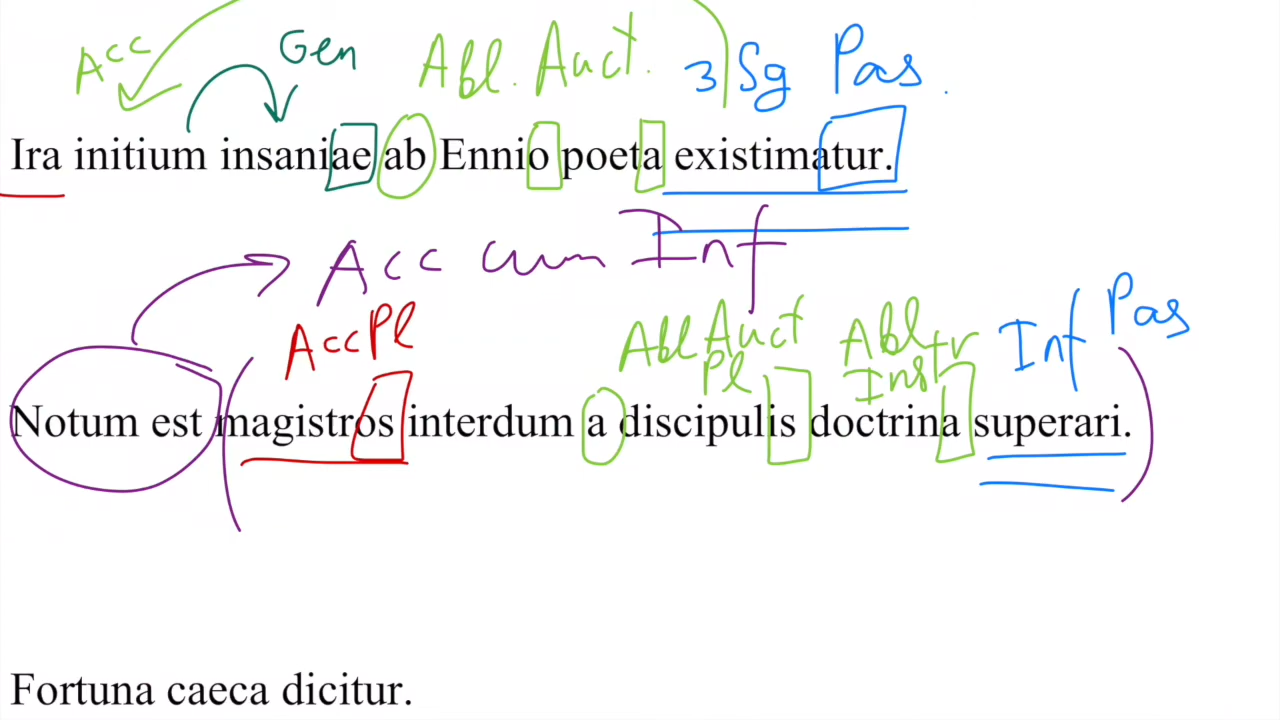 Acc Gen Abl. Auct. 3 Sg Pas.
Ira initium insaniae ab Ennio poeta existimatur.
Acc cum Inf
Acc Pl Abl Auct Pl Abl Instr Inf Pas
Notum est magistros interdum a discipulis doctrina superari.
Fortuna caeca dicitur.